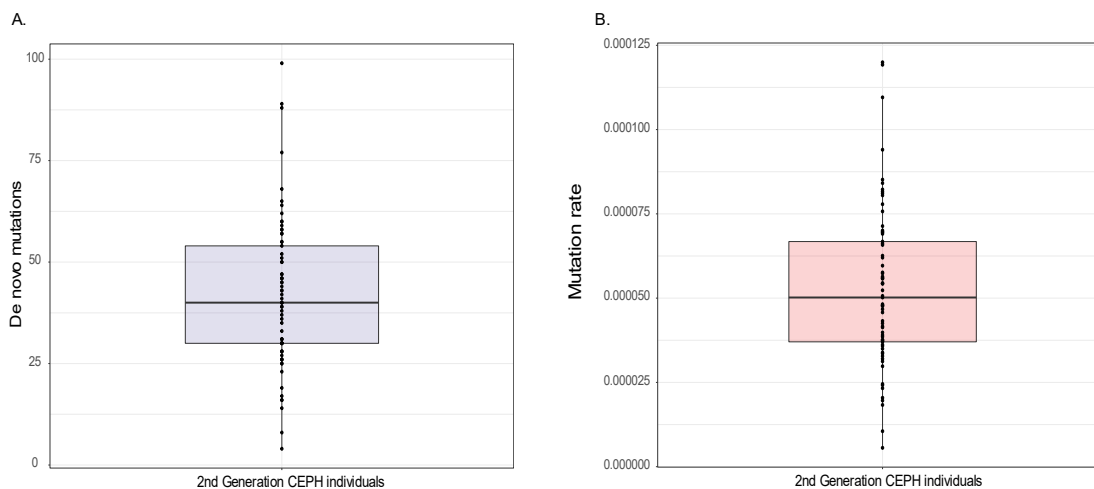 A.
De novo mutations
100
75
50
25
0
2nd Generation CEPH individuals
B.
Mutation rate
0.000125
0.000100
0.000075
0.000050
0.000025
0.000000
2nd Generation CEPH individuals